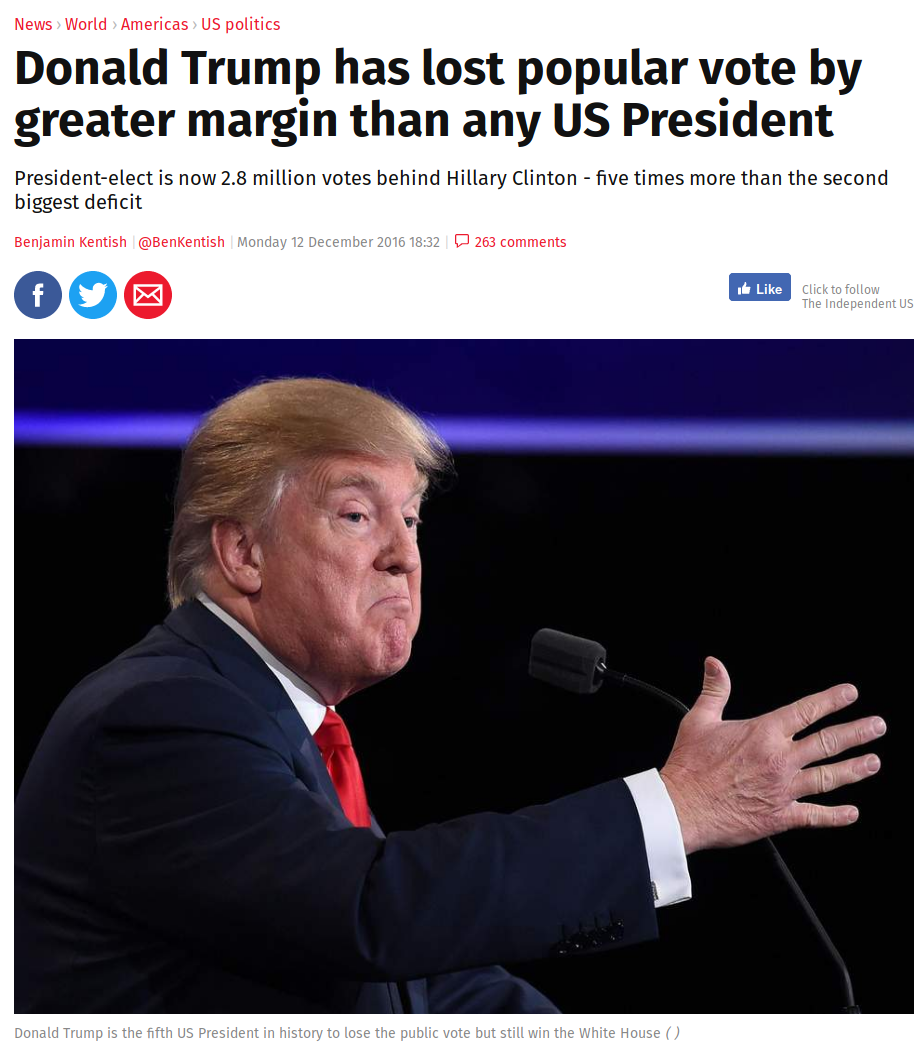 News › World › Americas › US politics
Donald Trump has lost popular vote by
greater margin than any US President
President-elect is now 2.8 million votes behind Hillary Clinton - five times more than the second
biggest deficit
Benjamin Kentish | @BenKentish | Monday 12 December 2016 18:32 | 263 comments
Like
Click to follow
The Independent US
Donald Trump is the fifth US President in history to lose the public vote but still win the White House ( )